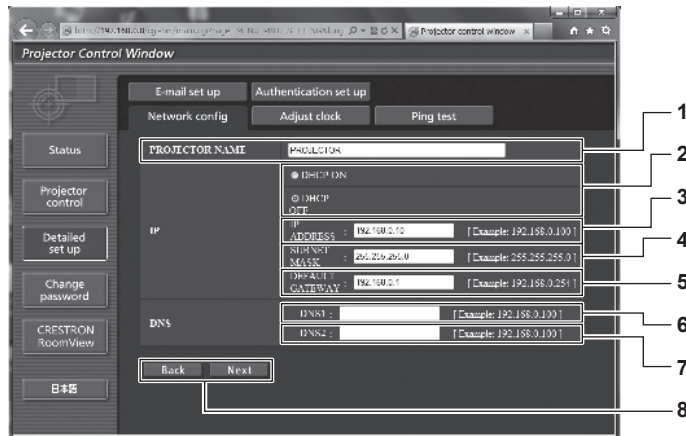 Projector control window
Projector Control Window
E-mail set up
Authentication set up
Network config
Adjust clock
Ping test
Status
Projector control
Detailed set up
Change password
CRESTRON RoomView
日本語
PROJECTOR NAME
PROJECTOR
IP
DHCP ON
DHCP OFF
IP ADDRESS : 192.168.0.10 [ Example: 192.168.0.100 ]
SUBNET MASK : 255.255.255.0 [ Example: 255.255.255.0 ]
DEFAULT GATEWAY : 192.168.0.1 [ Example: 192.168.0.254 ]
DNS
DNS1 : [ Example: 192.168.0.100 ]
DNS2 : [ Example: 192.168.0.100 ]
Back Next
1
2
3
4
5
6
7
8